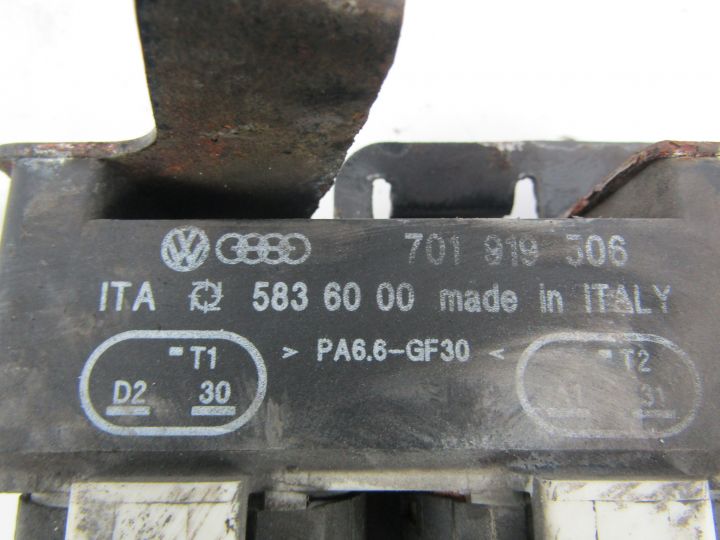 701 919 506
ITA 583 60 00 made in ITALY
T1 > PA6.6-GF30 < T2
D2 30 31